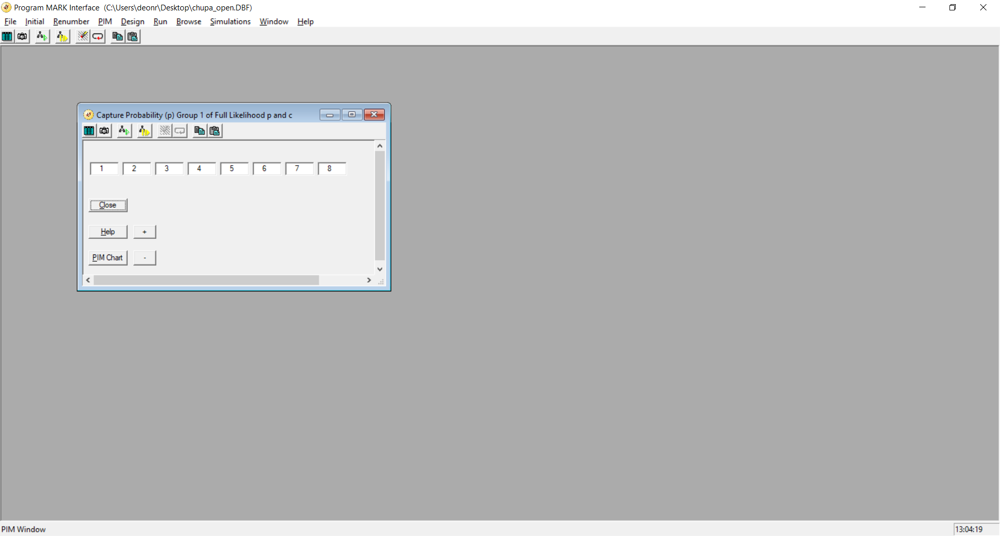 Program MARK Interface (C:\Users\deonr\Desktop\chupa_open.DBF)
File Initial Renumber PIM Design Run Browse Simulations Window Help
Capture Probability (p) Group 1 of Full Likelihood p and c
1 2 3 4 5 6 7 8
Close
Help +
PIM Chart -
PIM Window 13:04:19